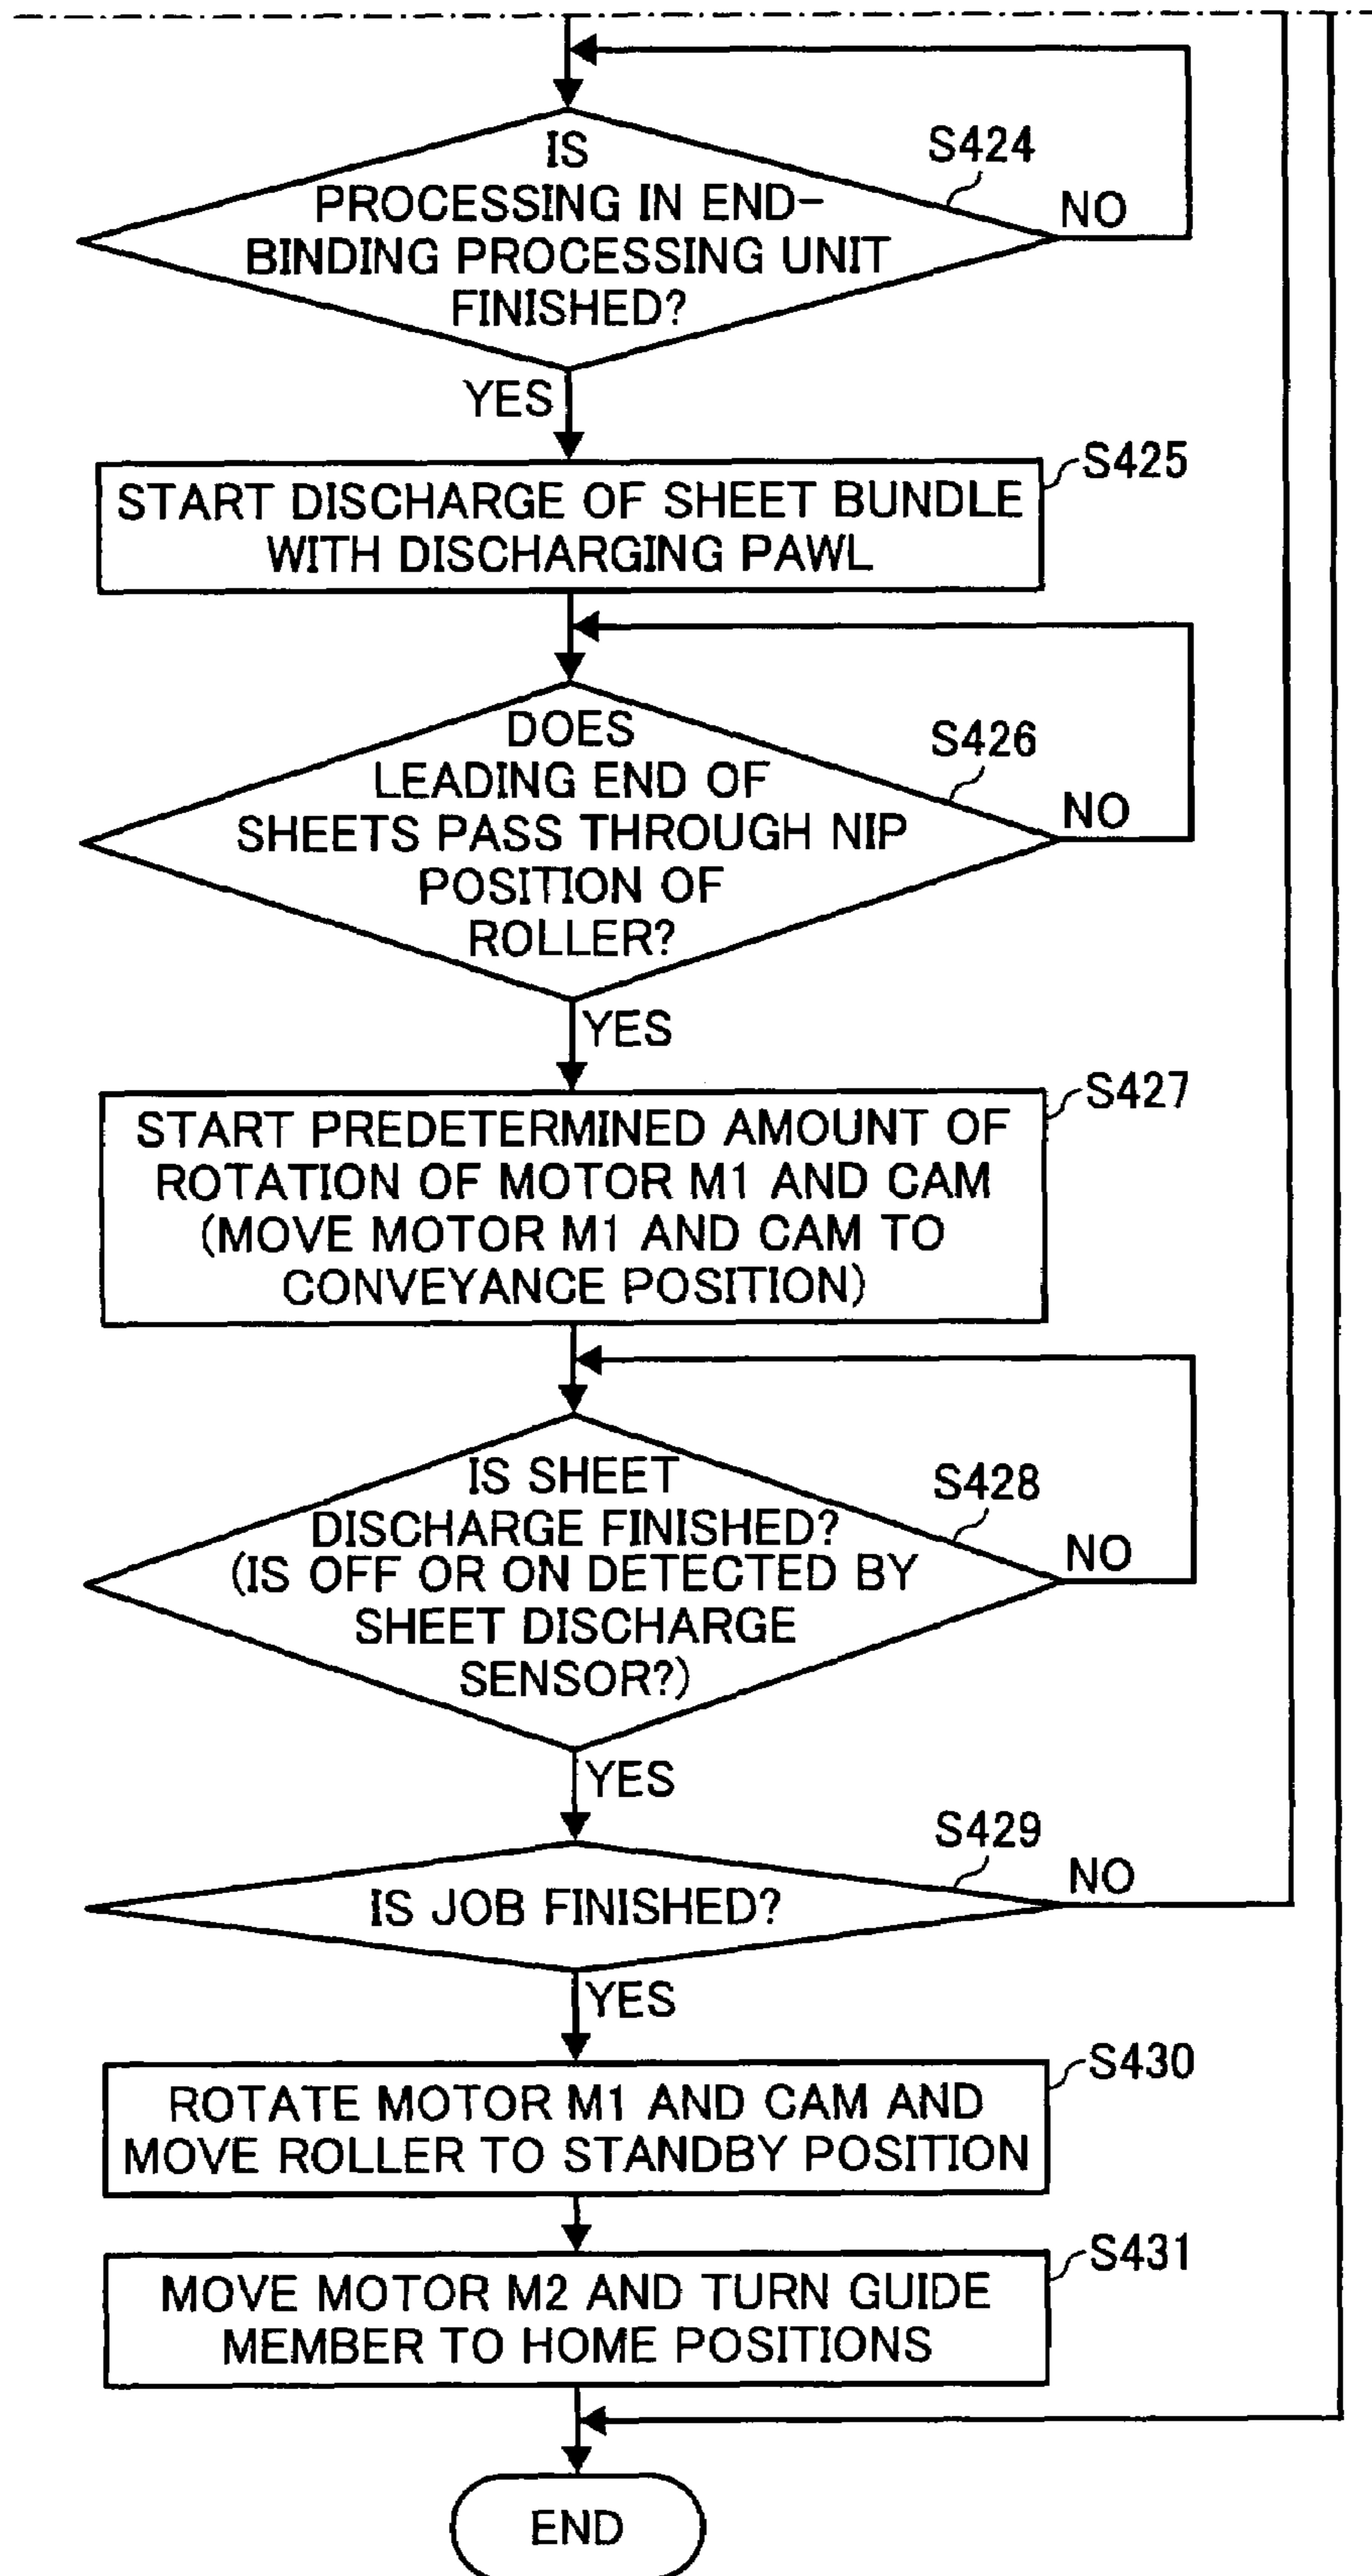 IS
PROCESSING IN END-
BINDING PROCESSING UNIT
FINISHED?
S424
NO
YES
START DISCHARGE OF SHEET BUNDLE
WITH DISCHARGING PAWL
S425
DOES
LEADING END OF
SHEETS PASS THROUGH NIP
POSITION OF
ROLLER?
S426
NO
YES
START PREDETERMINED AMOUNT OF
ROTATION OF MOTOR M1 AND CAM
(MOVE MOTOR M1 AND CAM TO
CONVEYANCE POSITION)
S427
IS SHEET
DISCHARGE FINISHED?
(IS OFF OR ON DETECTED BY
SHEET DISCHARGE
SENSOR?)
S428
NO
YES
IS JOB FINISHED?
S429
NO
YES
ROTATE MOTOR M1 AND CAM AND
MOVE ROLLER TO STANDBY POSITION
S430
MOVE MOTOR M2 AND TURN GUIDE
MEMBER TO HOME POSITIONS
S431
END